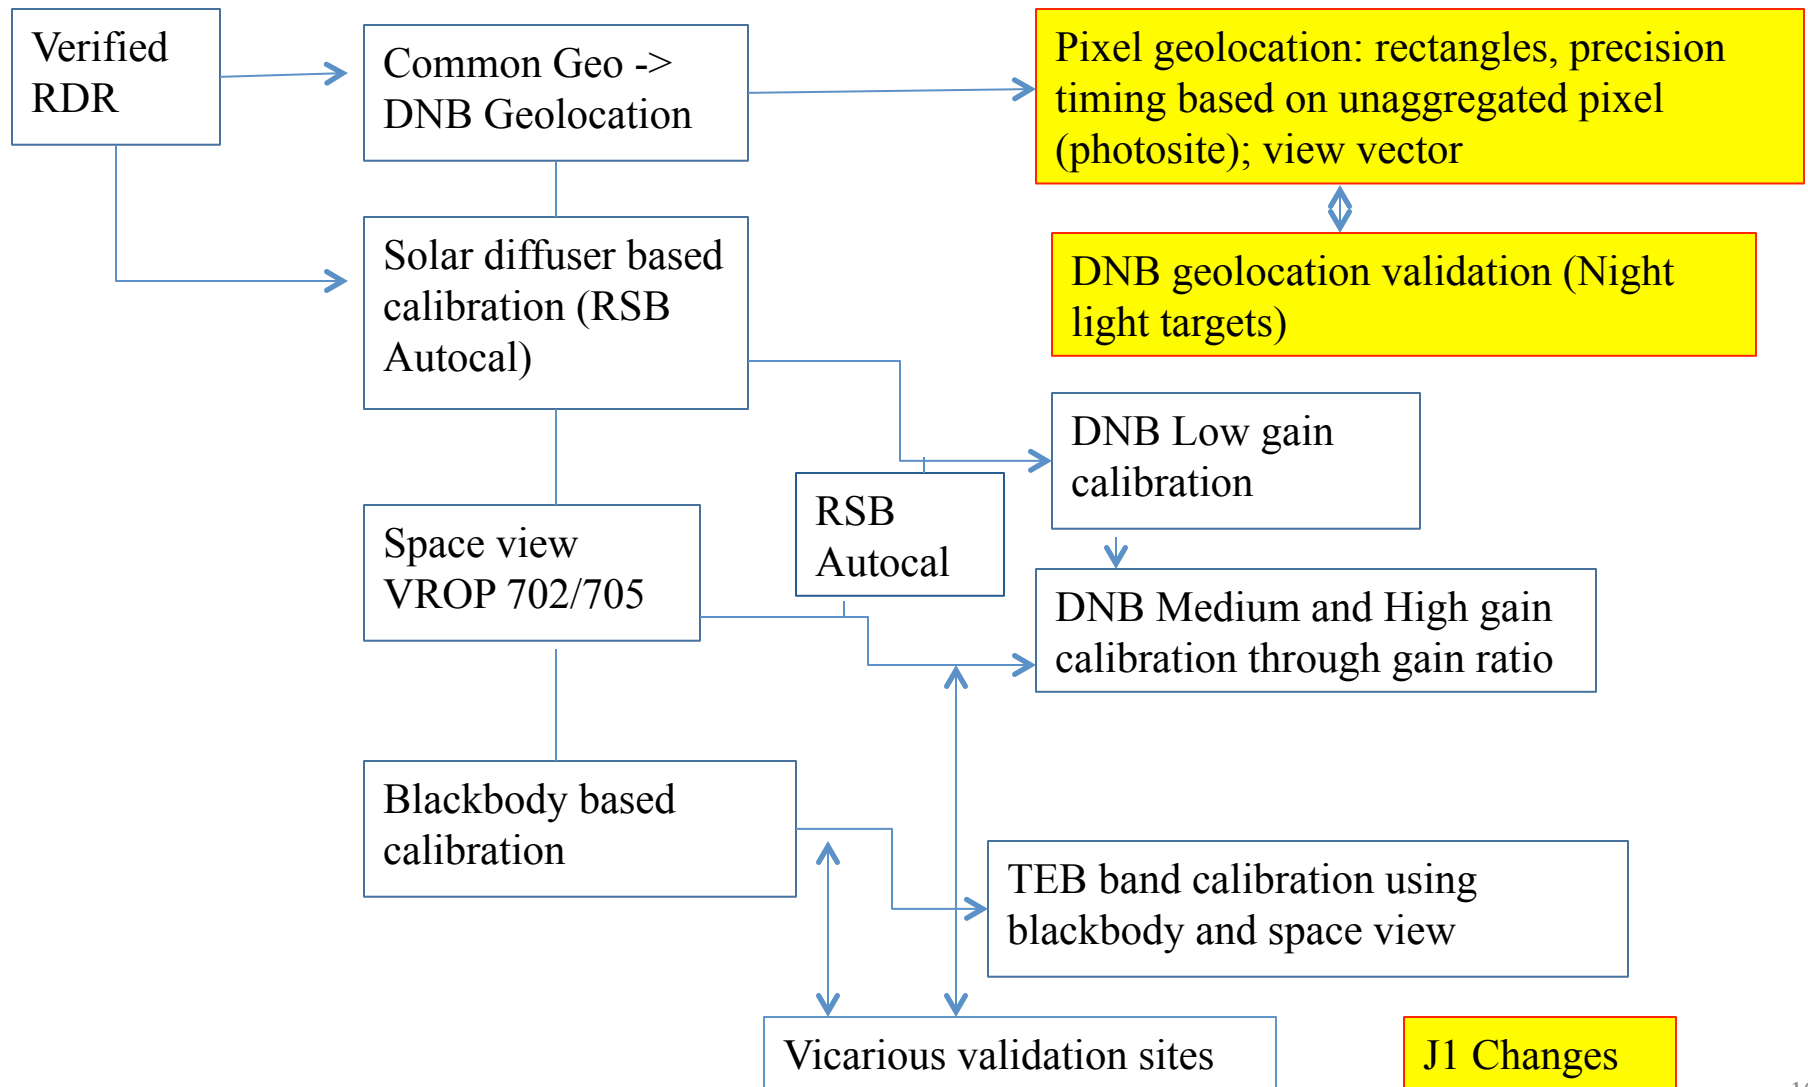 Verified
RDR
Common Geo ->
DNB Geolocation
Pixel geolocation: rectangles, precision
timing based on unaggregated pixel
(photosite); view vector
DNB geolocation validation (Night
light targets)
Solar diffuser based
calibration (RSB
Autocal)
DNB Low gain
calibration
RSB
Autocal
Space view
VROP 702/705
DNB Medium and High gain
calibration through gain ratio
Blackbody based
calibration
TEB band calibration using
blackbody and space view
Vicarious validation sites
J1 Changes